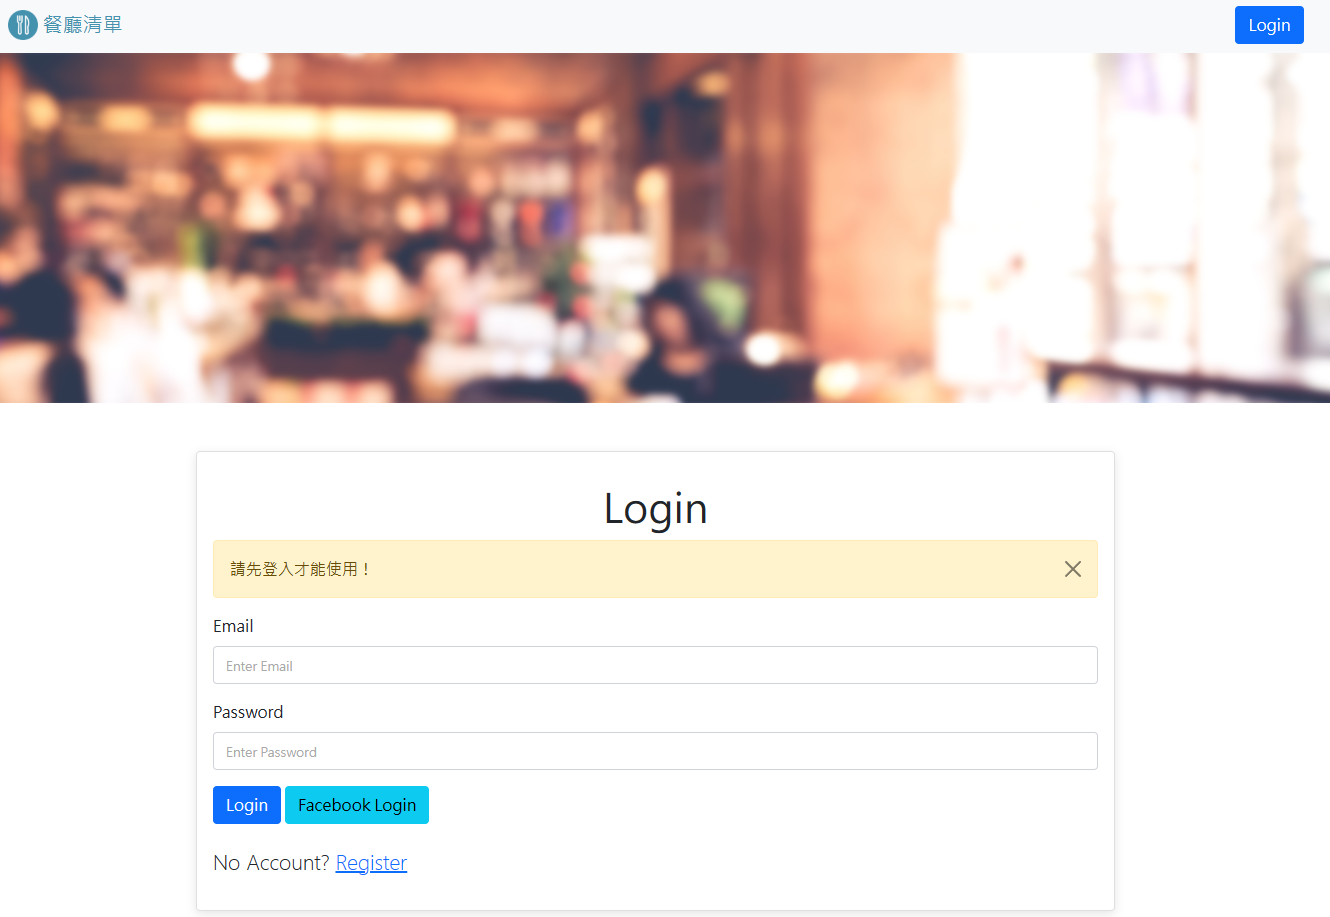 餐廳清單
Login
Login
請先登入才能使用！
Email
Enter Email
Password
Enter Password
Login Facebook Login
No Account? Register